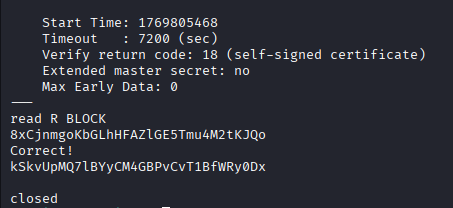 Start Time: 1769805468
Timeout   : 7200 (sec)
Verify return code: 18 (self-signed certificate)
Extended master secret: no
Max Early Data: 0
---
read R BLOCK
8xCjnmgoKbGLhHFAZlGE5Tmu4M2tKJQo
Correct!
kSkvUpMQ7lBYyCM4GBPvCvT1BfWRy0Dx
closed